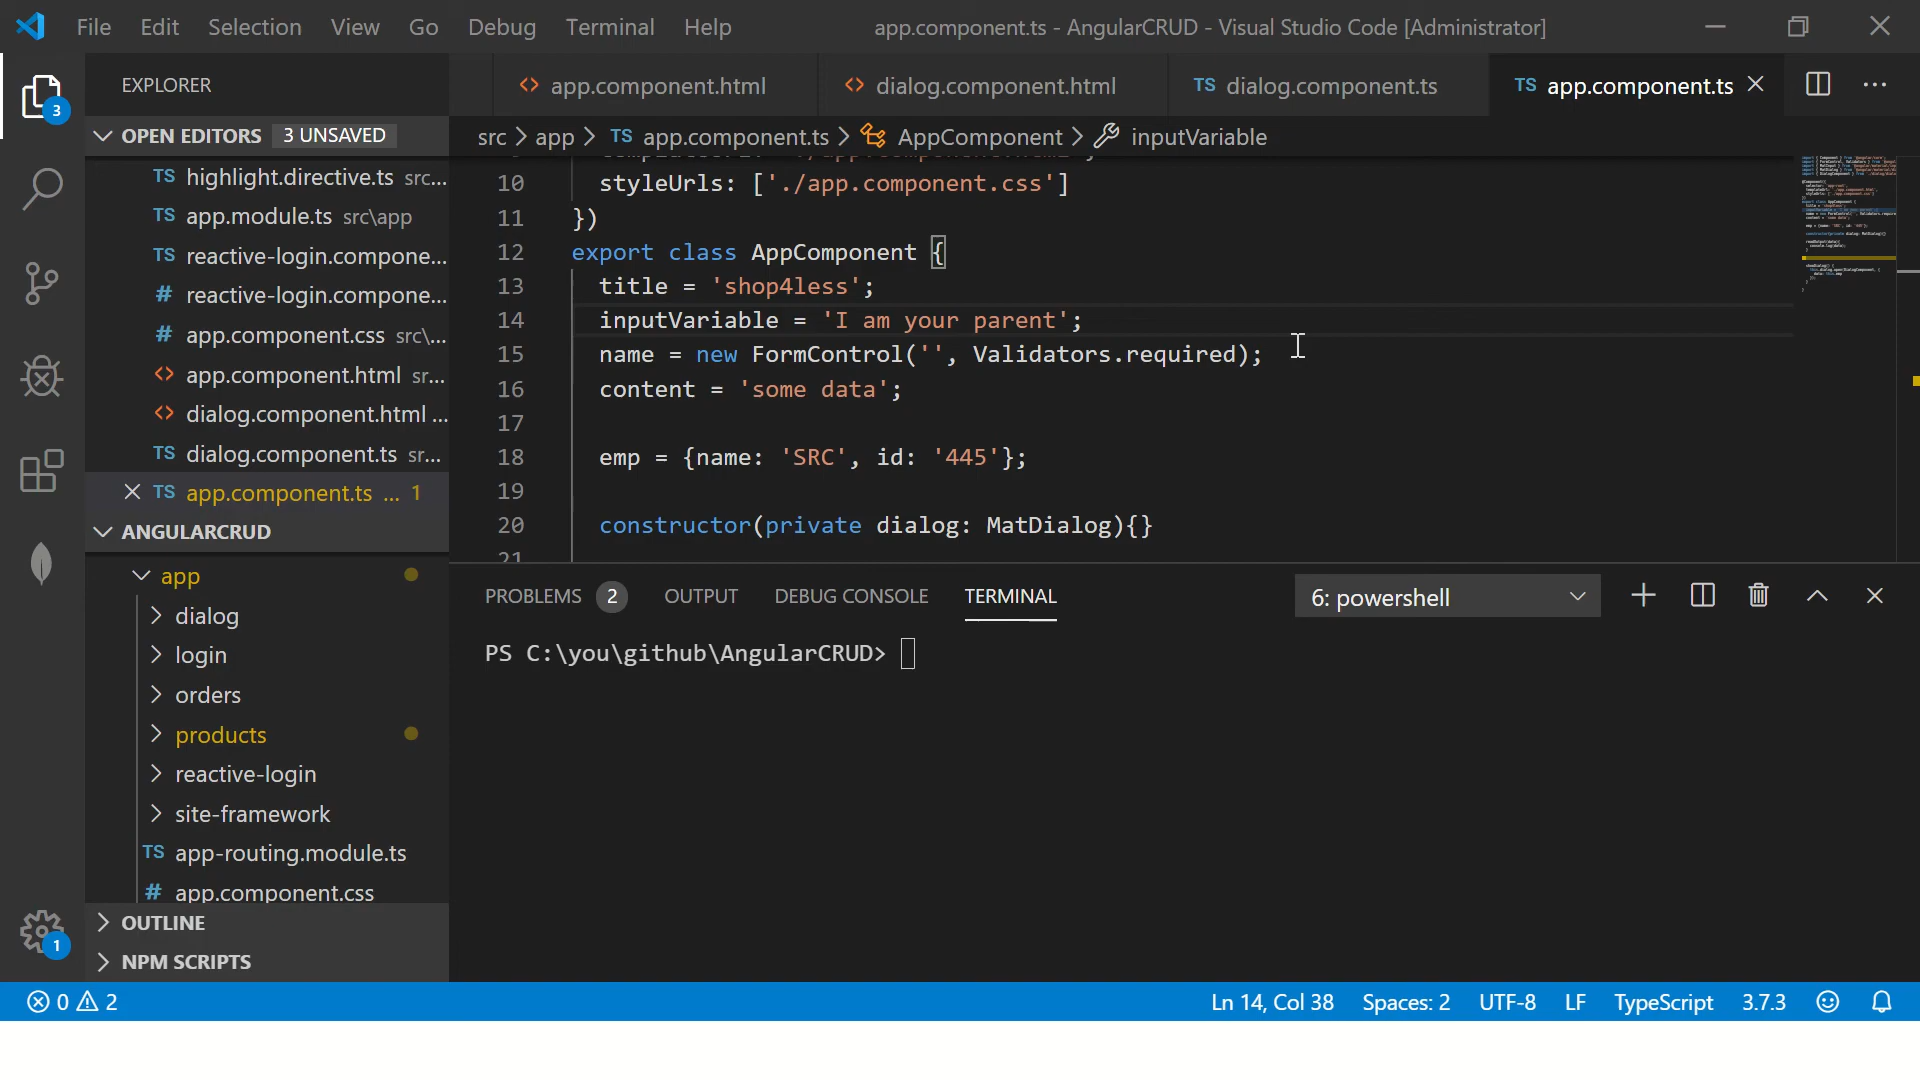 File Edit Selection View Go Debug Terminal Help
app.component.ts - AngularCRUD - Visual Studio Code [Administrator]
EXPLORER
OPEN EDITORS 3 UNSAVED
TS highlight.directive.ts src...
TS app.module.ts src\app
TS reactive-login.compone...
# reactive-login.compone...
# app.component.css src\...
<> app.component.html sr...
<> dialog.component.html ...
TS dialog.component.ts sr...
TS app.component.ts ... 1
ANGULARCRUD
app
dialog
login
orders
products
reactive-login
site-framework
TS app-routing.module.ts
# app.component.css
OUTLINE
NPM SCRIPTS
3
1
<> app.component.html
<> dialog.component.html
TS dialog.component.ts
TS app.component.ts
src > app > TS app.component.ts > AppComponent > inputVariable
10 styleUrls: ['./app.component.css']
11 })
12 export class AppComponent {
13 title = 'shop4less';
14 inputVariable = 'I am your parent';
15 name = new FormControl('', Validators.required);
16 content = 'some data';
17
18 emp = {name: 'SRC', id: '445'};
19
20 constructor(private dialog: MatDialog){}
21
PROBLEMS 2 OUTPUT DEBUG CONSOLE TERMINAL
6: powershell
PS C:\you\github\AngularCRUD>
0 2
Ln 14, Col 38 Spaces: 2 UTF-8 LF TypeScript 3.7.3